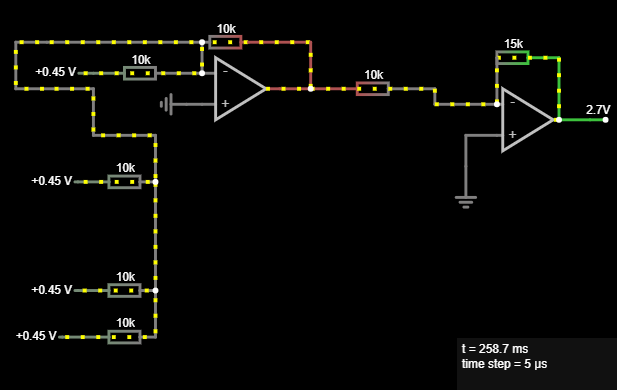 10k
15k
10k
+0.45 V
10k
-
+
-
+
2.7V
10k
+0.45 V
10k
+0.45 V
10k
+0.45 V
t = 258.7 ms
time step = 5 µs